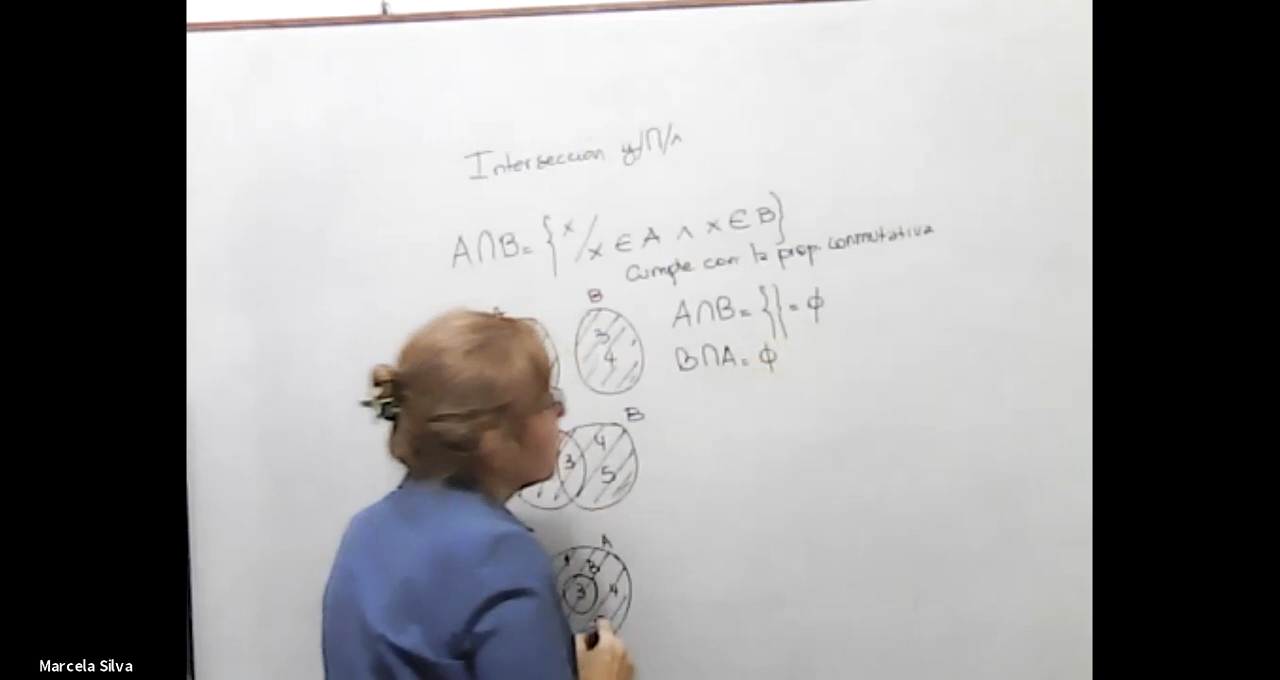 Intersección y/∩/∧
A∩B= {x/x ∈ A ∧ x ∈ B}
Cumple con la prop. conmutativa
B
A∩B= {} = ϕ
3
4
B∩A= ϕ
B
3 4
5
A
B
3 4
Marcela Silva